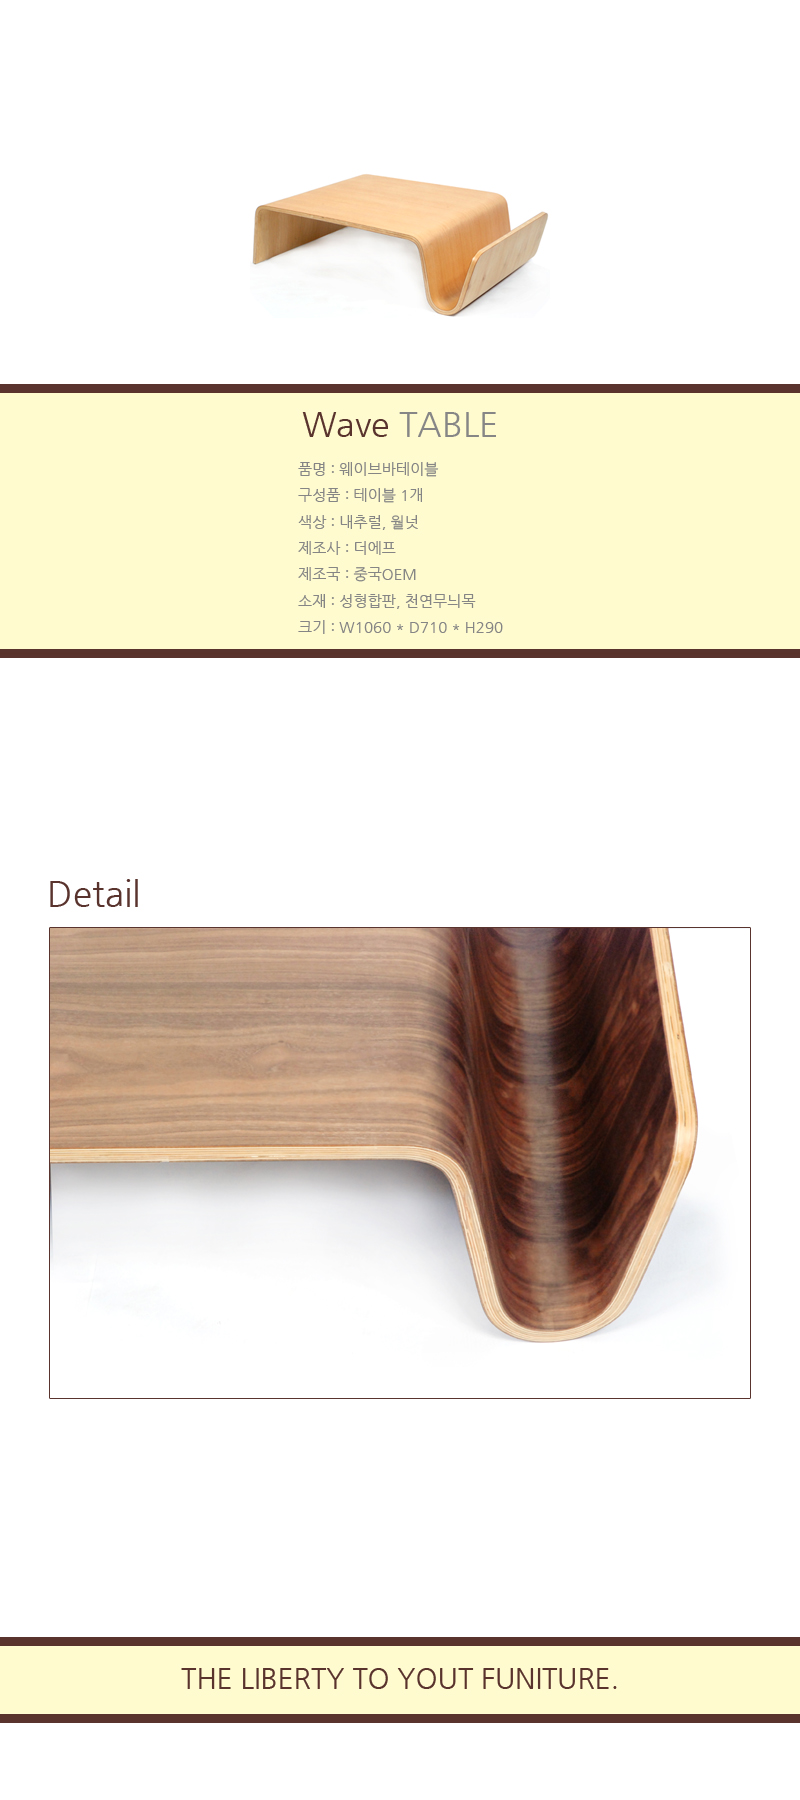 Wave TABLE
품명 : 웨이브바테이블
구성품 : 테이블 1개
색상 : 내추럴, 월넛
제조사 : 더에프
제조국 : 중국OEM
소재 : 성형합판, 천연무늬목
크기 : W1060 * D710 * H290
Detail
THE LIBERTY TO YOUT FUNITURE.